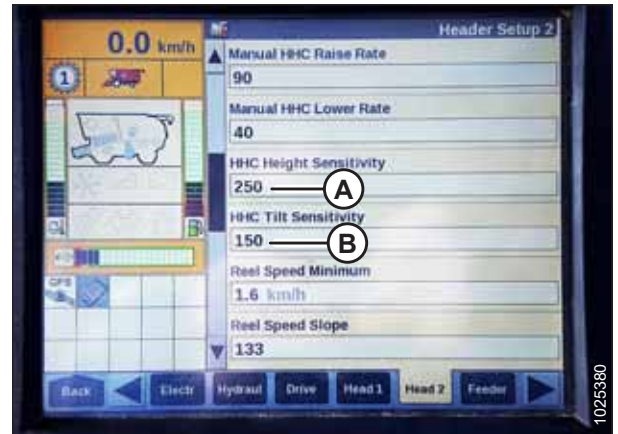 Header Setup 2
0.0 km/h
1
Manual HHC Raise Rate
90
Manual HHC Lower Rate
40
HHC Height Sensitivity
250
A
HHC Tilt Sensitivity
150
B
Reel Speed Minimum
1.6 km/h
Reel Speed Slope
133
GPS
Back
Electr
Hydraul
Drive
Head 1
Head 2
Feeder
1025380